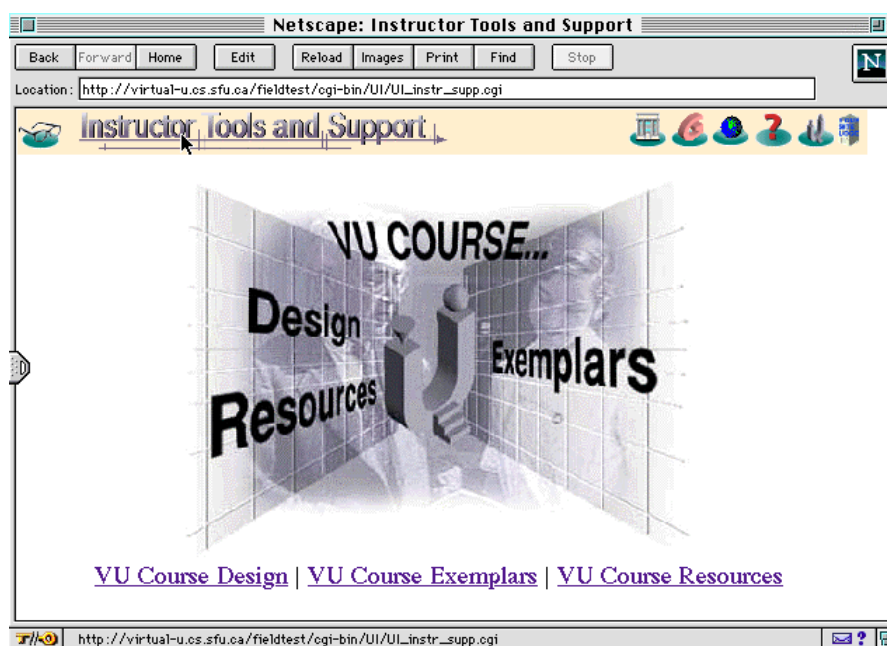 Netscape: Instructor Tools and Support
Back Forward Home Edit Reload Images Print Find Stop
N
Location: http://virtual-u.cs.sfu.ca/fieldtest/cgi-bin/UI/UI_instr_supp.cgi
Instructor Tools and Support
?
VU COURSE...
Design
Exemplars
Resources
VU Course Design | VU Course Exemplars | VU Course Resources
http://virtual-u.cs.sfu.ca/fieldtest/cgi-bin/UI/UI_instr_supp.cgi
?